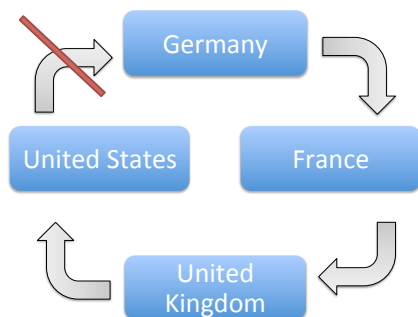 Germany
United States
France
United
Kingdom